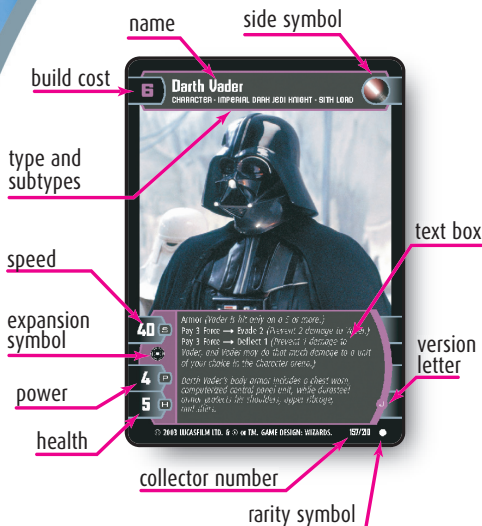 name
side symbol
build cost
6
Darth Vader
CHARACTER - IMPERIAL DARK JEDI KNIGHT - SITH LORD
type and
subtypes
text box
speed
40 S
Armor (Vader is hit only on a 5 or more.)
Pay 3 Force → Evade 2 (Prevent 2 damage to Vader.)
Pay 3 Force → Deflect 1 (Prevent 1 damage to
Vader, and Vader may do that much damage to a unit
of your choice in the Character arena.)
expansion
symbol
version
letter
4 P
Darth Vader's body armor includes a chest worn,
computerized control panel unit, while durasteel
armor protects his shoulders, upper ribcage,
and shins.
power
5 H
health
© 2003 LUCASFILM LTD. & ® or TM. GAME DESIGN: WIZARDS.
collector number
rarity symbol